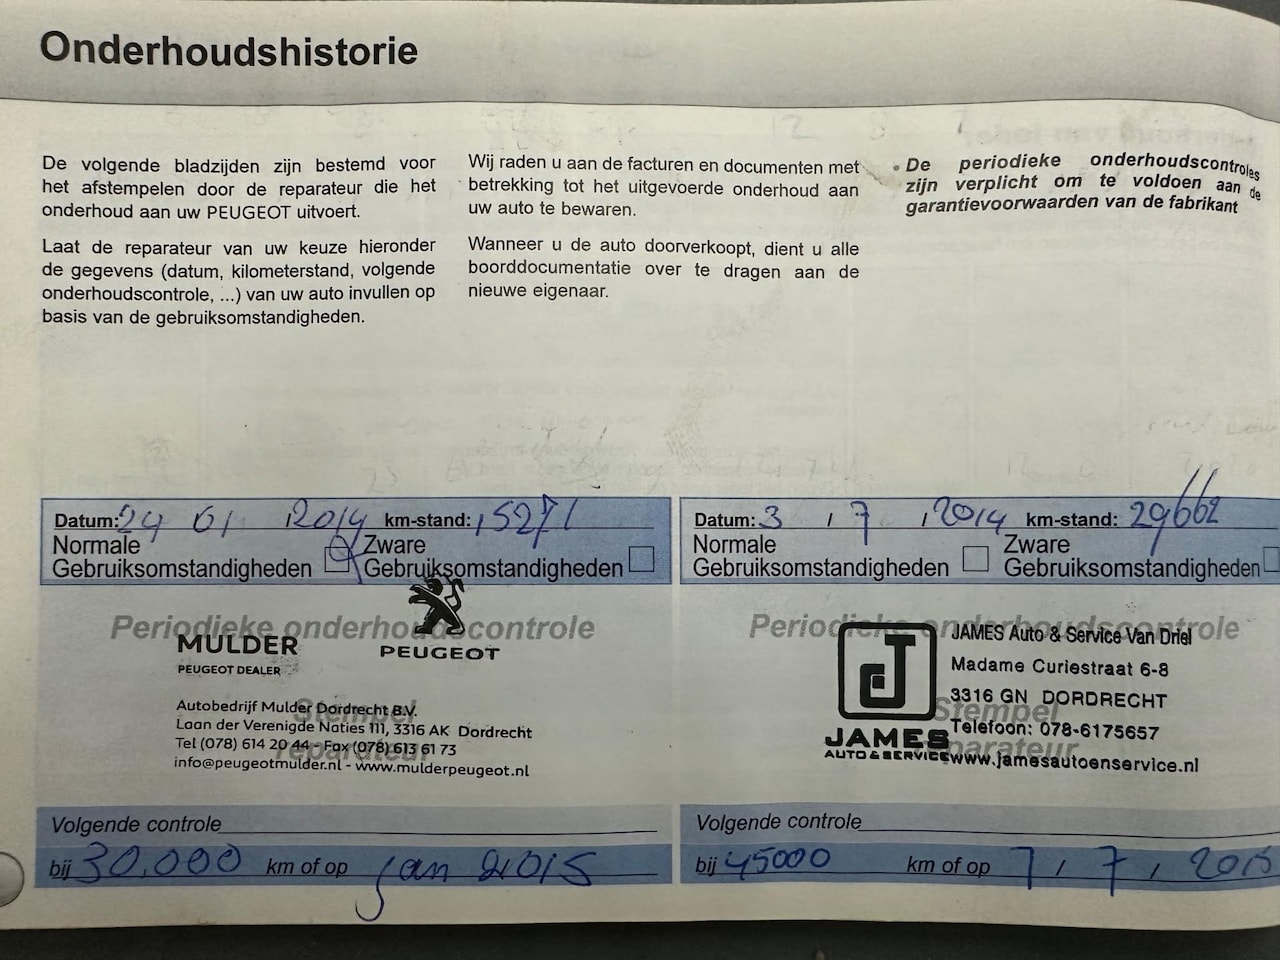 Onderhoudshistorie
De volgende bladzijden zijn bestemd voor
het afstempelen door de reparateur die het
onderhoud aan uw PEUGEOT uitvoert.
Laat de reparateur van uw keuze hieronder
de gegevens (datum, kilometerstand, volgende
onderhoudscontrole, ...) van uw auto invullen op
basis van de gebruiksomstandigheden.
Wij raden u aan de facturen en documenten met
betrekking tot het uitgevoerde onderhoud aan
uw auto te bewaren.
Wanneer u de auto doorverkoopt, dient u alle
boorddocumentatie over te dragen aan de
nieuwe eigenaar.
• De periodieke onderhoudscontroles
zijn verplicht om te voldoen aan de
garantievoorwaarden van de fabrikant
Datum: 24 01 2014 km-stand: 15271
Normale
Gebruiksomstandigheden
Zware
Gebruiksomstandigheden
Periodieke onderhoudscontrole
MULDER
PEUGEOT DEALER
PEUGEOT
Stempel
reparateur
Autobedrijf Mulder Dordrecht B.V.
Laan der Verenigde Naties 111, 3316 AK Dordrecht
Tel (078) 614 20 44 - Fax (078) 613 61 73
info@peugeotmulder.nl - www.mulderpeugeot.nl
Volgende controle
bij 30.000 km of op jan 2015
Datum: 3 / 7 / 2014 km-stand: 29662
Normale
Gebruiksomstandigheden
Zware
Gebruiksomstandigheden
Periodieke onderhoudscontrole
J
JAMES
AUTO & SERVICE
Stempel
reparateur
JAMES Auto & Service Van Driel
Madame Curiestraat 6-8
3316 GN DORDRECHT
Telefoon: 078-6175657
www.jamesautoenservice.nl
Volgende controle
bij 45000 km of op 7 / 7 / 2015